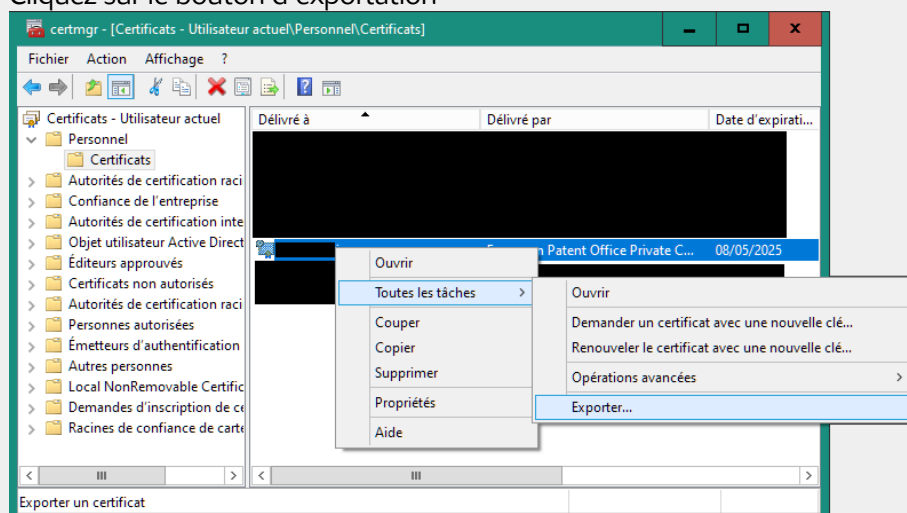 Cliquez sur le bouton d'exportation
certmgr - [Certificats - Utilisateur actuel\Personnel\Certificats]
Fichier Action Affichage ?
Certificats - Utilisateur actuel
Personnel
Certificats
Autorités de certification raci
Confiance de l'entreprise
Autorités de certification inte
Objet utilisateur Active Direct
Éditeurs approuvés
Certificats non autorisés
Autorités de certification raci
Personnes autorisées
Émetteurs d'authentification
Autres personnes
Local NonRemovable Certific
Demandes d'inscription de ce
Racines de confiance de carte
Délivré à Délivré par Date d'expirati...
Patent Office Private C... 08/05/2025
Ouvrir
Toutes les tâches >
Couper
Copier
Supprimer
Propriétés
Aide
Ouvrir
Demander un certificat avec une nouvelle clé...
Renouveler le certificat avec une nouvelle clé...
Opérations avancées >
Exporter...
Exporter un certificat